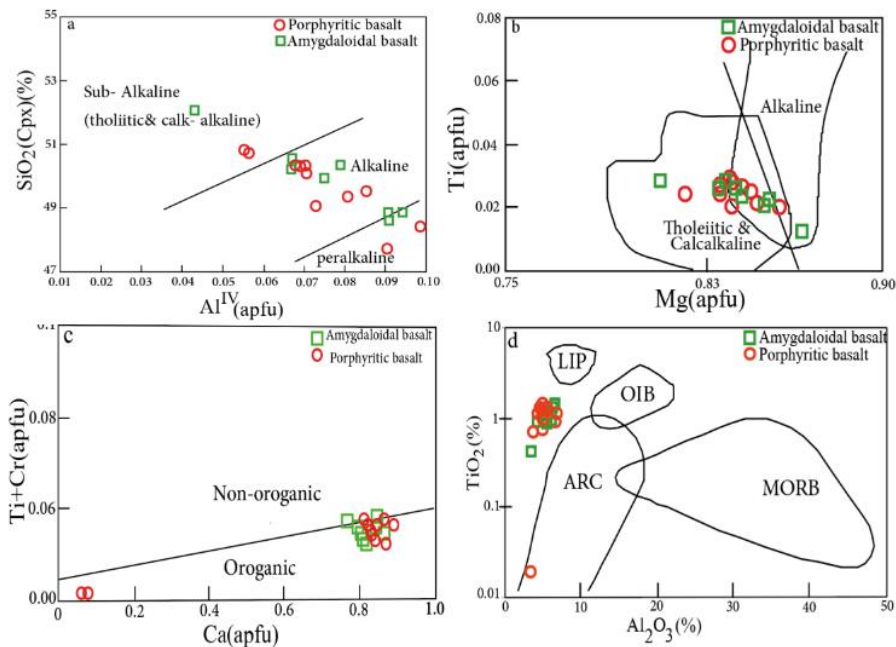 a
Porphyritic basalt
Amygdaloidal basalt
Sub- Alkaline
(tholiitic& calk- alkaline)
Alkaline
peralkaline
SiO₂(Cpx)(%)
55
53
51
49
47
0.01 0.01 0.02 0.03 0.04 0.05 0.06 0.07 0.08 0.09 0.10
Al^IV(apfu)
b
Amygdaloidal basalt
Porphyritic basalt
Alkaline
Tholeiitic &
Calcalkaline
Ti(apfu)
0.08
0.06
0.04
0.02
0.00
0.75 0.83 0.90
Mg(apfu)
c
Amygdaloidal basalt
Porphyritic basalt
Non-oroganic
Oroganic
Ti+Cr(apfu)
0.1
0.08
0.06
0.00
0 0.2 0.4 0.6 0.8 1.0
Ca(apfu)
d
Amygdaloidal basalt
Porphyritic basalt
LIP
OIB
ARC
MORB
TiO₂(%)
10
1
0.1
0.01
0 10 20 30 40 50
Al₂O₃(%)